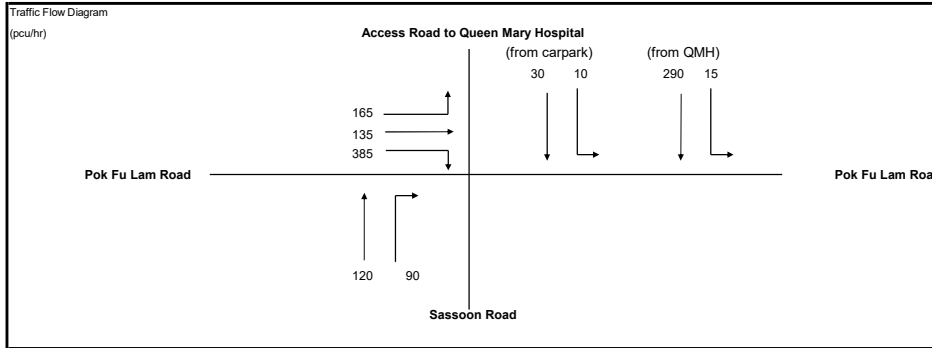 Traffic Flow Diagram
(pcu/hr)
Access Road to Queen Mary Hospital
(from carpark) (from QMH)
30 10 290 15
165
135
385
Pok Fu Lam Road Pok Fu Lam Roa
120 90
Sassoon Road